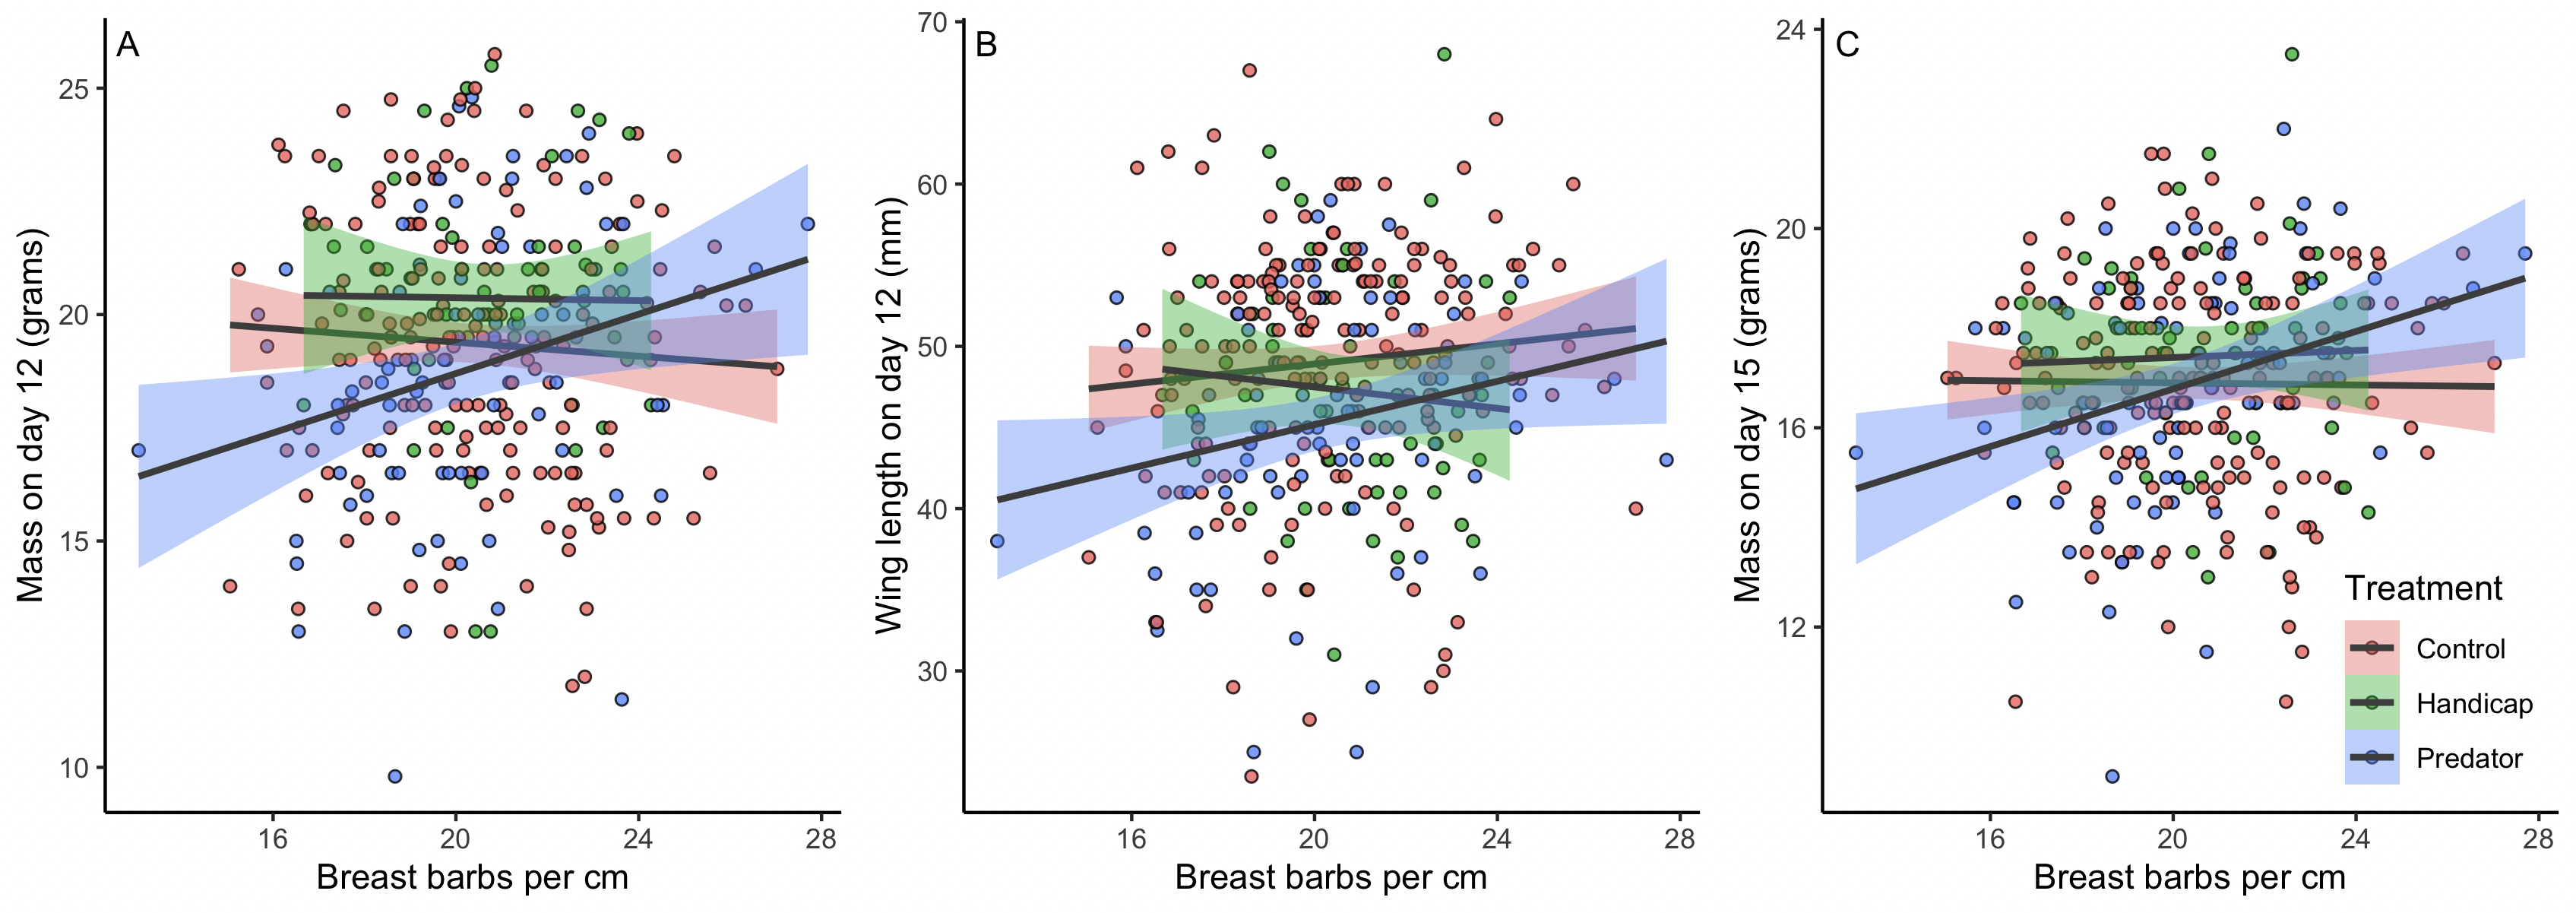 A
Mass on day 12 (grams)
25
20
15
10
16 20 24 28
Breast barbs per cm
B
Wing length on day 12 (mm)
70
60
50
40
30
16 20 24 28
Breast barbs per cm
C
Mass on day 15 (grams)
24
20
16
12
16 20 24 28
Breast barbs per cm
Treatment
Control
Handicap
Predator